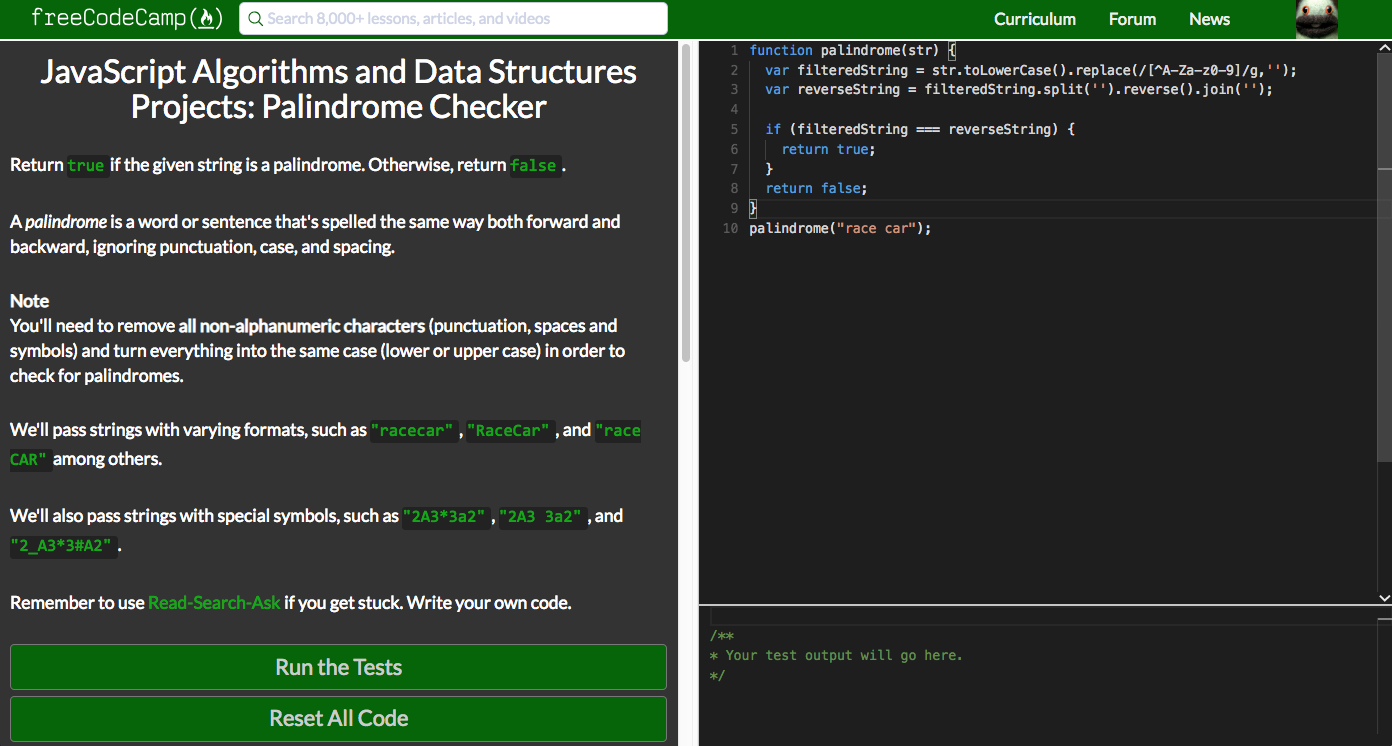 freeCodeCamp(🔥)
Search 8,000+ lessons, articles, and videos
Curriculum Forum News
JavaScript Algorithms and Data Structures
Projects: Palindrome Checker
Return true if the given string is a palindrome. Otherwise, return false .
A palindrome is a word or sentence that's spelled the same way both forward and
backward, ignoring punctuation, case, and spacing.
Note
You'll need to remove all non-alphanumeric characters (punctuation, spaces and
symbols) and turn everything into the same case (lower or upper case) in order to
check for palindromes.
We'll pass strings with varying formats, such as "racecar" , "RaceCar" , and "race
CAR" among others.
We'll also pass strings with special symbols, such as "2A3*3a2" , "2A3 3a2" , and
"2_A3*3#A2" .
Remember to use Read-Search-Ask if you get stuck. Write your own code.
Run the Tests
Reset All Code
1 function palindrome(str) {
2 var filteredString = str.toLowerCase().replace(/[^A-Za-z0-9]/g,'');
3 var reverseString = filteredString.split('').reverse().join('');
4
5 if (filteredString === reverseString) {
6 return true;
7 }
8 return false;
9 }
10 palindrome("race car");
/**
* Your test output will go here.
*/